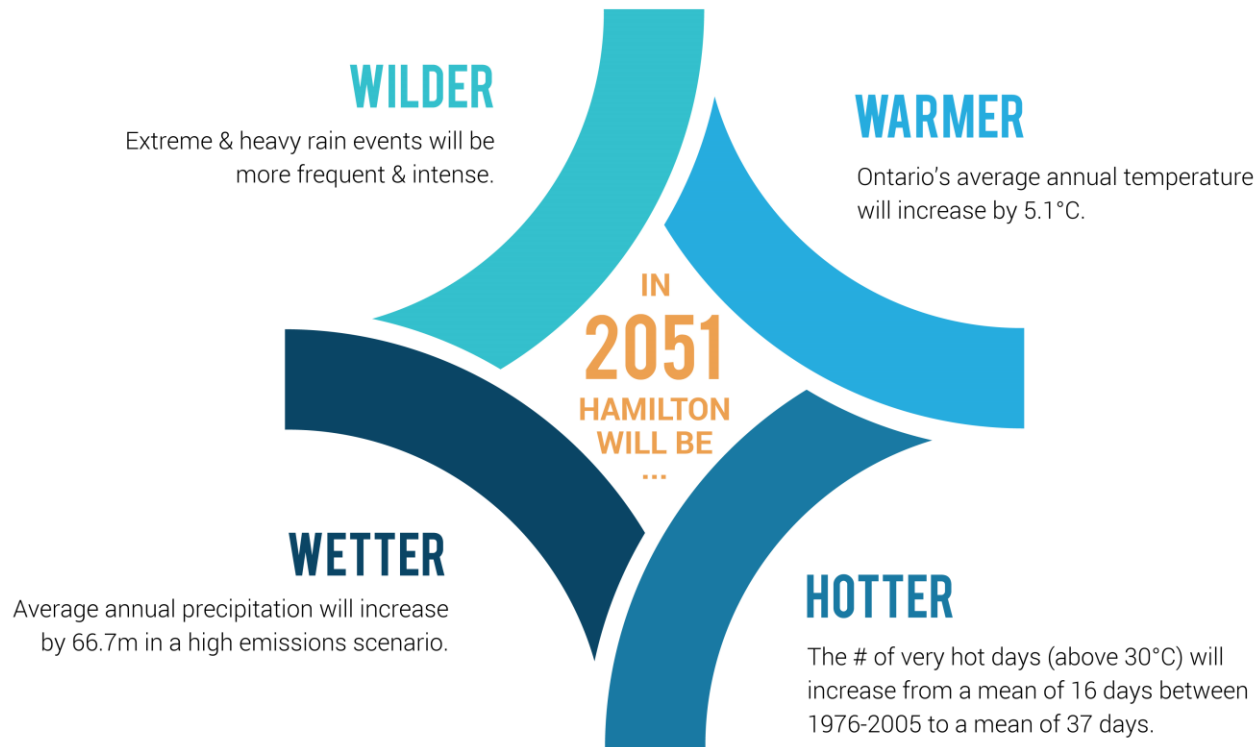 WILDER
Extreme & heavy rain events will be
more frequent & intense.
WARMER
Ontario's average annual temperature
will increase by 5.1°C.
IN
2051
HAMILTON
WILL BE
...
WETTER
Average annual precipitation will increase
by 66.7m in a high emissions scenario.
HOTTER
The # of very hot days (above 30°C) will
increase from a mean of 16 days between
1976-2005 to a mean of 37 days.